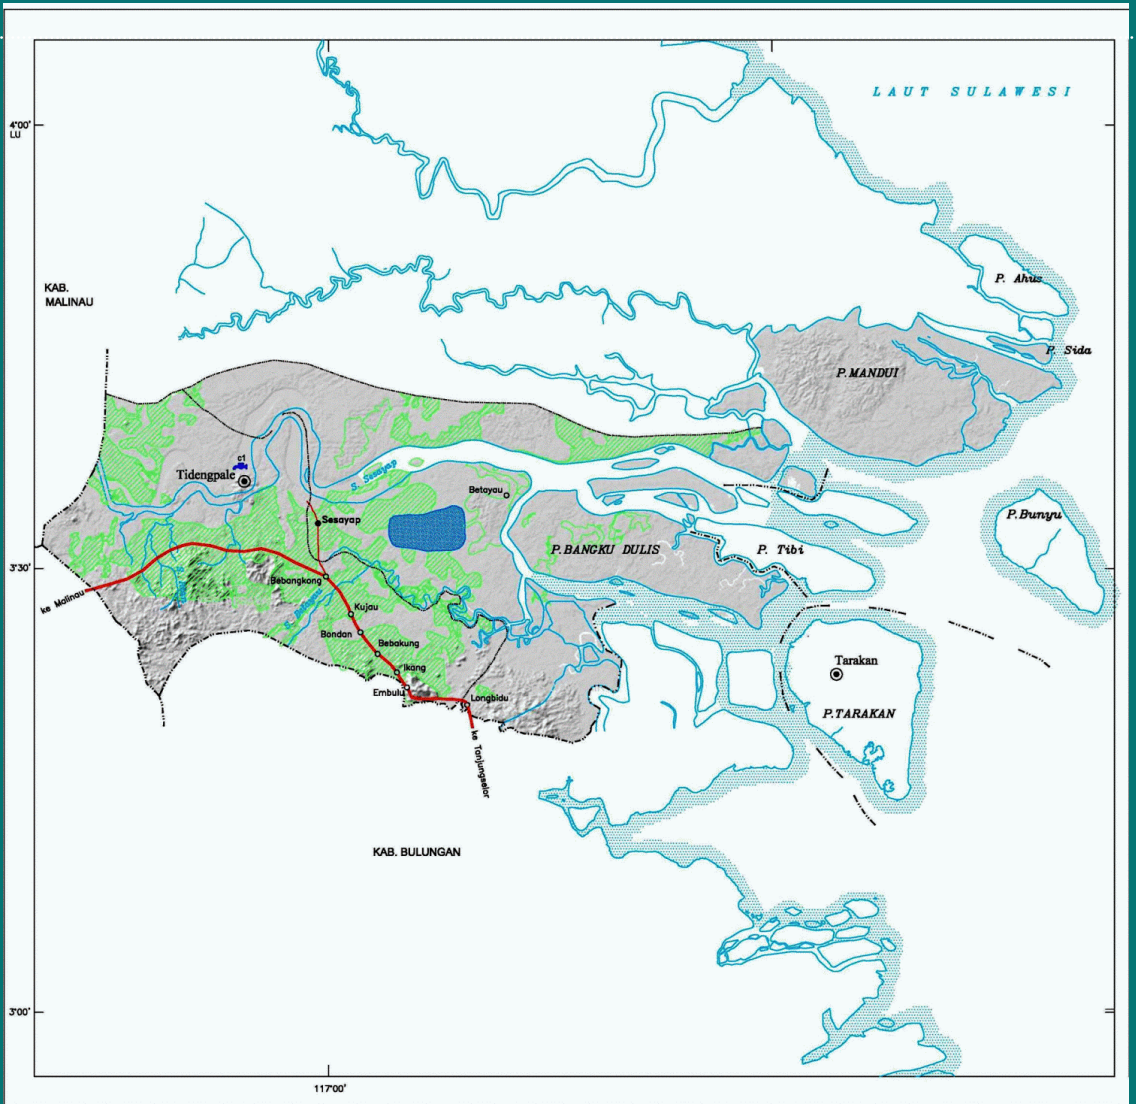 LAUT SULAWESI
4°00'
LU
P. Ahus
KAB.
MALINAU
P. Sida
P.MANDUI
c1
Tidengpale
S. Sesayap
Betayau
P.Bunyu
Sesayap
P.BANGKU DULIS
P. Tibi
3°30'
Bebangkong
ke Malinau
Kujau
Bondan
Bebakung
Tarakan
Ikang
Embulu
Longbidu
P.TARAKAN
ke Tanjungselor
KAB. BULUNGAN
3°00'
117°00'